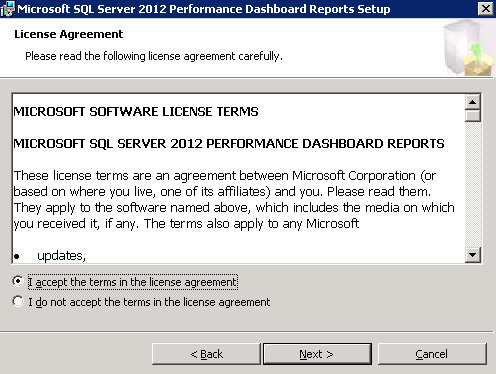 Microsoft SQL Server 2012 Performance Dashboard Reports Setup
License Agreement
Please read the following license agreement carefully.
MICROSOFT SOFTWARE LICENSE TERMS
MICROSOFT SQL SERVER 2012 PERFORMANCE DASHBOARD REPORTS
These license terms are an agreement between Microsoft Corporation (or
based on where you live, one of its affiliates) and you. Please read them.
They apply to the software named above, which includes the media on which
you received it, if any. The terms also apply to any Microsoft
• updates,
I accept the terms in the license agreement
I do not accept the terms in the license agreement
< Back Next > Cancel